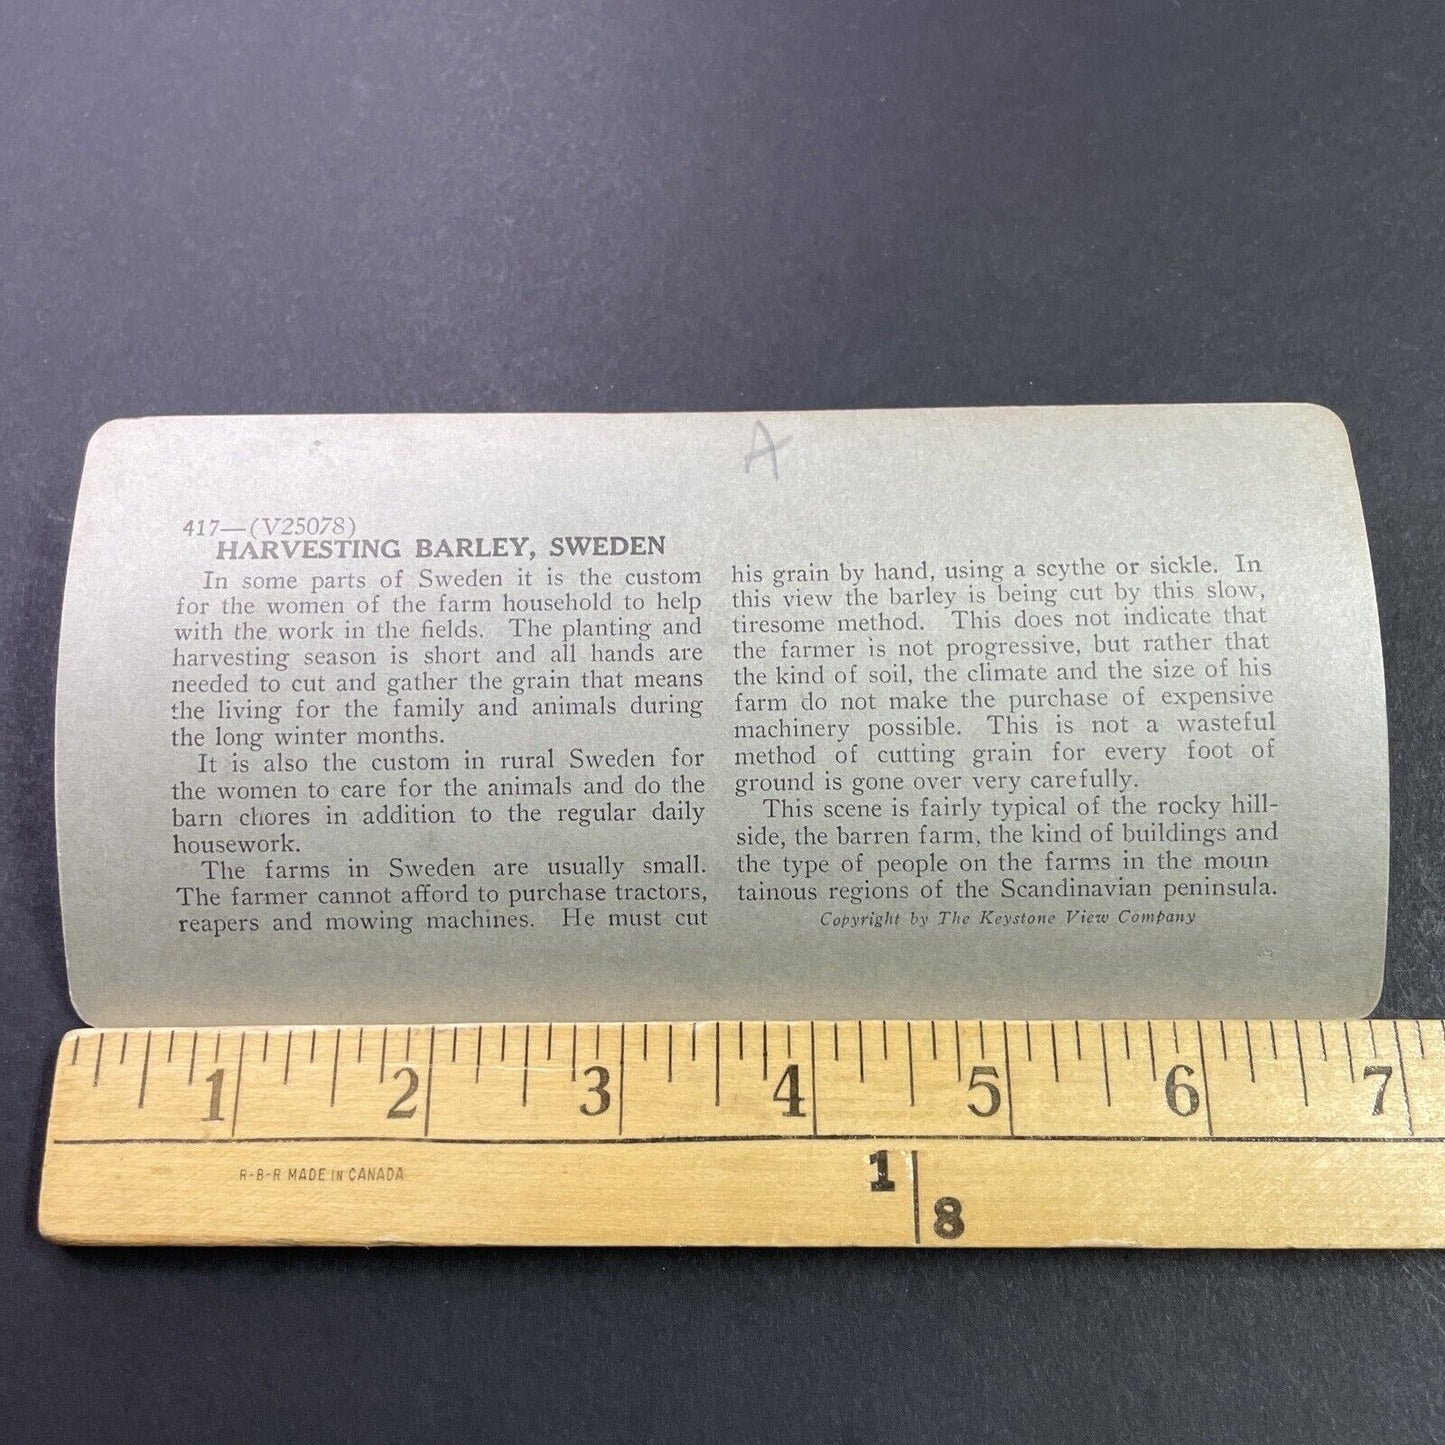 A
417—(V25078)
HARVESTING BARLEY, SWEDEN
In some parts of Sweden it is the custom
for the women of the farm household to help
with the work in the fields. The planting and
harvesting season is short and all hands are
needed to cut and gather the grain that means
the living for the family and animals during
the long winter months.
It is also the custom in rural Sweden for
the women to care for the animals and do the
barn chores in addition to the regular daily
housework.
The farms in Sweden are usually small.
The farmer cannot afford to purchase tractors,
reapers and mowing machines. He must cut
his grain by hand, using a scythe or sickle. In
this view the barley is being cut by this slow,
tiresome method. This does not indicate that
the farmer is not progressive, but rather that
the kind of soil, the climate and the size of his
farm do not make the purchase of expensive
machinery possible. This is not a wasteful
method of cutting grain for every foot of
ground is gone over very carefully.
This scene is fairly typical of the rocky hill-
side, the barren farm, the kind of buildings and
the type of people on the farms in the moun
tainous regions of the Scandinavian peninsula.
Copyright by The Keystone View Company
1 2 3 4 5 6 7
R-B-R MADE IN CANADA
1
8